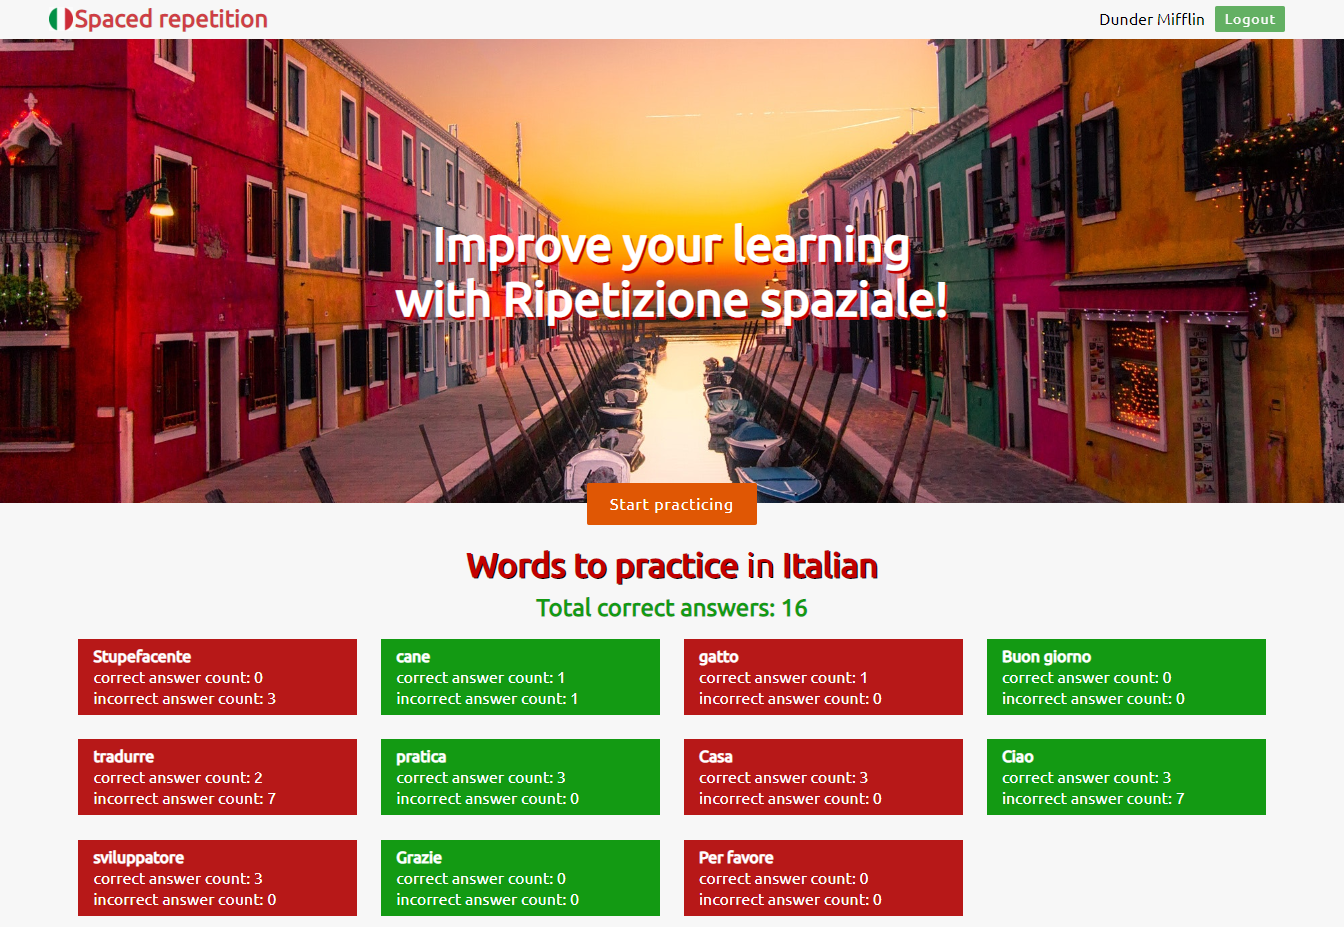 Spaced repetition
Dunder Mifflin
Logout
Improve your learning
with Ripetizione spaziale!
Start practicing
Words to practice in Italian
Total correct answers: 16
Stupefacente
correct answer count: 0
incorrect answer count: 3
cane
correct answer count: 1
incorrect answer count: 1
gatto
correct answer count: 1
incorrect answer count: 0
Buon giorno
correct answer count: 0
incorrect answer count: 0
tradurre
correct answer count: 2
incorrect answer count: 7
pratica
correct answer count: 3
incorrect answer count: 0
Casa
correct answer count: 3
incorrect answer count: 0
Ciao
correct answer count: 3
incorrect answer count: 7
sviluppatore
correct answer count: 3
incorrect answer count: 0
Grazie
correct answer count: 0
incorrect answer count: 0
Per favore
correct answer count: 0
incorrect answer count: 0